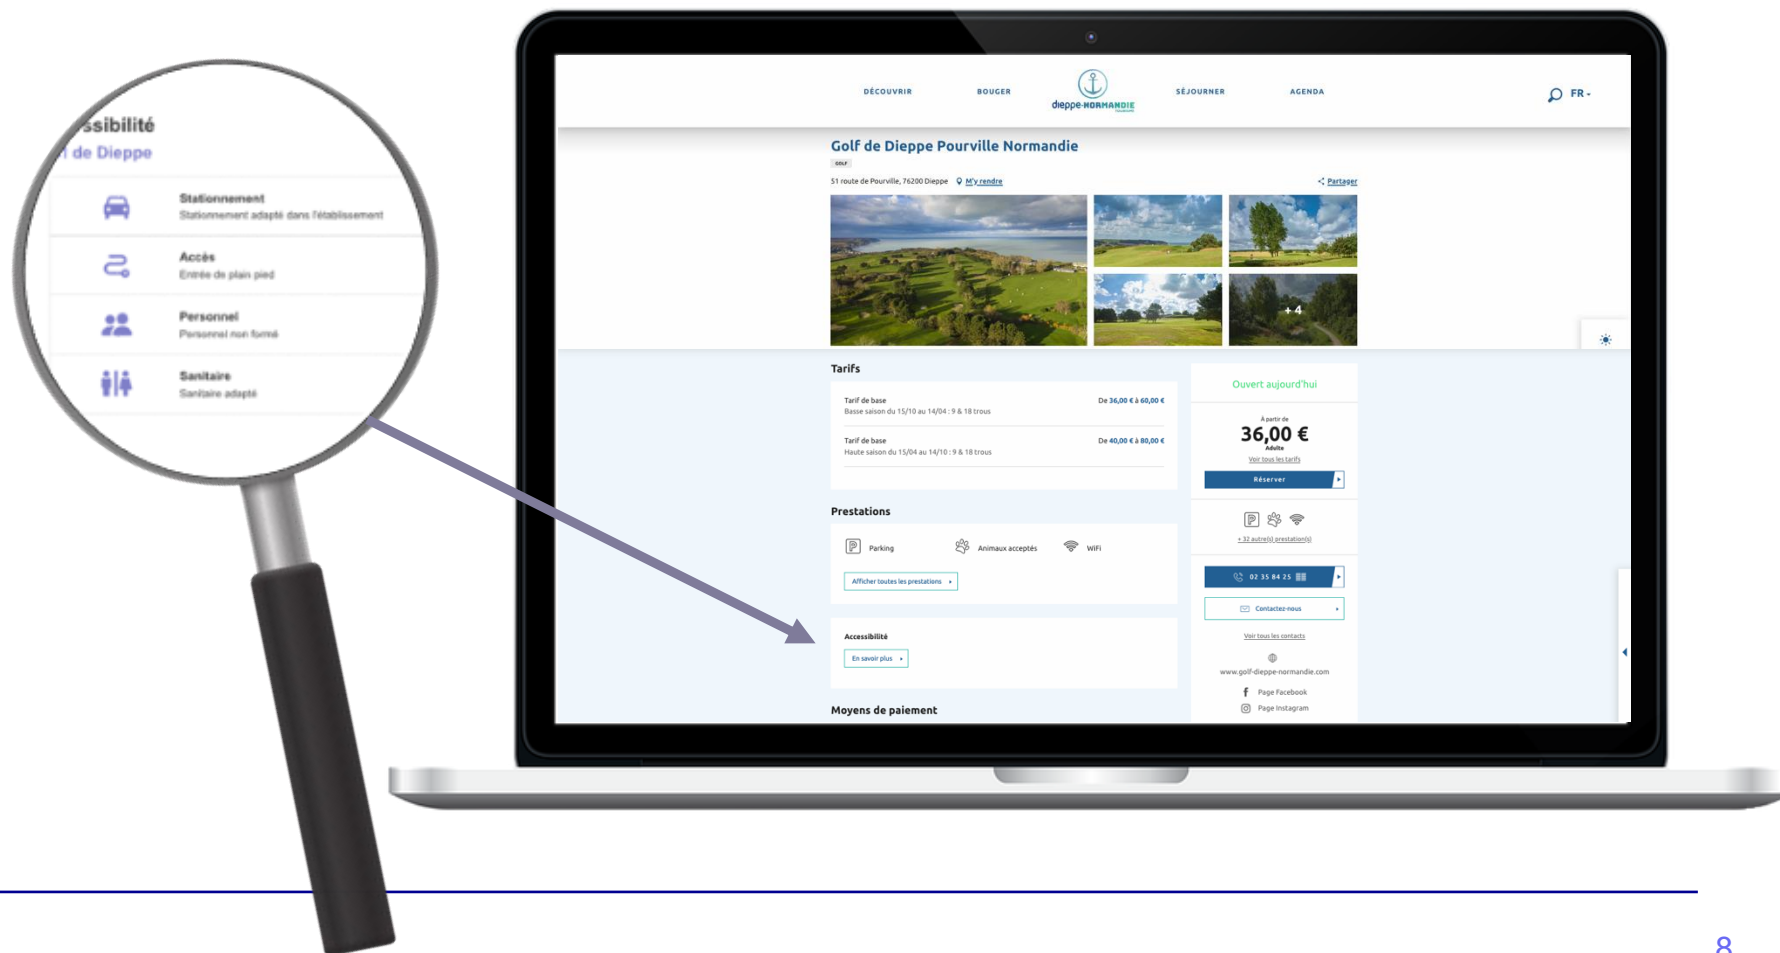 ssibilité
de Dieppe
Stationnement
Stationnement adapté dans l'établissement
Accès
Entrée de plain pied
Personnel
Personnel non formé
Sanitaire
Sanitaire adapté
DÉCOUVRIR
BOUGER
dieppe-NORMANDIE
TOURISME
SÉJOURNER
AGENDA
FR
Golf de Dieppe Pourville Normandie
GOLF
51 route de Pourville, 76200 Dieppe M'y rendre
Partager
+ 4
Tarifs
Tarif de base De 36,00 € à 60,00 €
Basse saison du 15/10 au 14/04 : 9 & 18 trous
Tarif de base De 40,00 € à 80,00 €
Haute saison du 15/04 au 14/10 : 9 & 18 trous
Prestations
Parking Animaux acceptés WiFi
Afficher toutes les prestations
Accessibilité
En savoir plus
Moyens de paiement
Ouvert aujourd'hui
À partir de
36,00 €
Adulte
Voir tous les tarifs
Réserver
+ 32 autre(s) prestation(s)
02 35 84 25
Contactez-nous
Voir tous les contacts
www.golf-dieppe-normandie.com
Page Facebook
Page Instagram
8